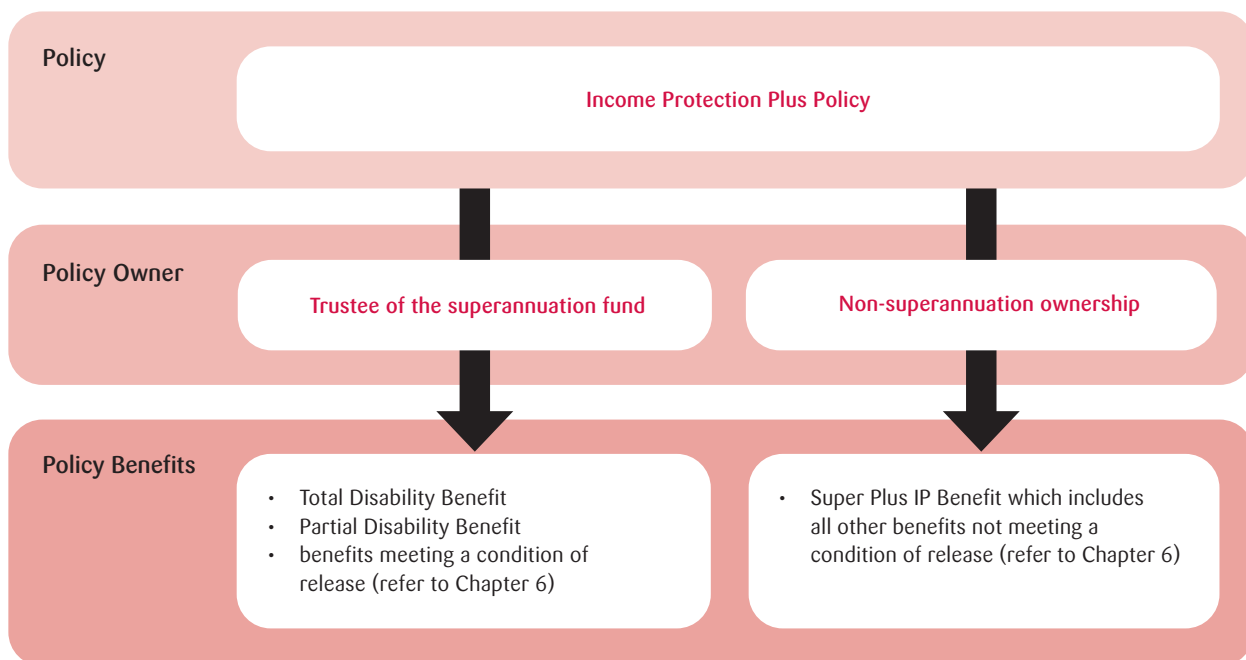 Policy
Income Protection Plus Policy
Policy Owner
Trustee of the superannuation fund
Non-superannuation ownership
Policy Benefits
• Total Disability Benefit
• Partial Disability Benefit
• benefits meeting a condition of
release (refer to Chapter 6)
• Super Plus IP Benefit which includes
all other benefits not meeting a
condition of release (refer to Chapter 6)